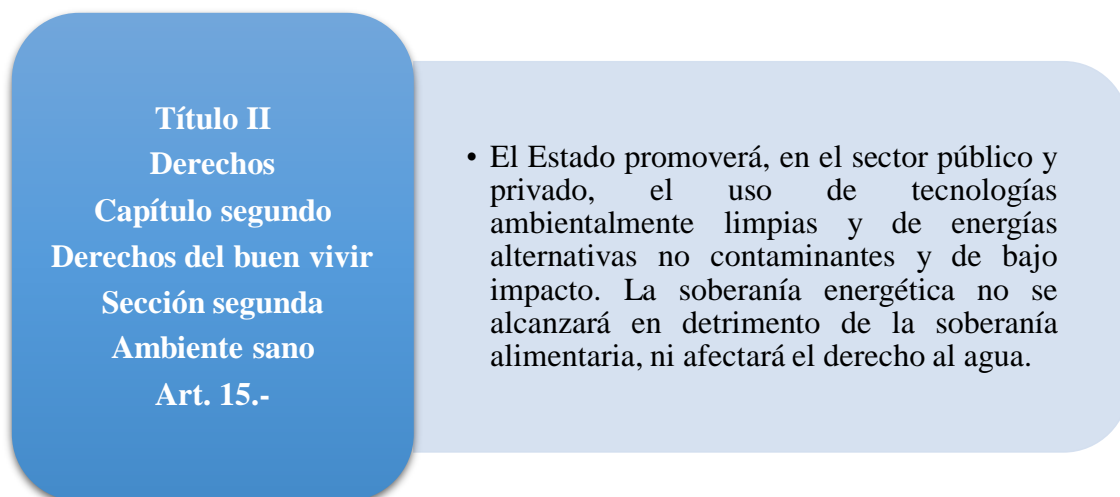 Título II
Derechos
Capítulo segundo
Derechos del buen vivir
Sección segunda
Ambiente sano
Art. 15.-
• El Estado promoverá, en el sector público y
privado, el uso de tecnologías
ambientalmente limpias y de energías
alternativas no contaminantes y de bajo
impacto. La soberanía energética no se
alcanzará en detrimento de la soberanía
alimentaria, ni afectará el derecho al agua.